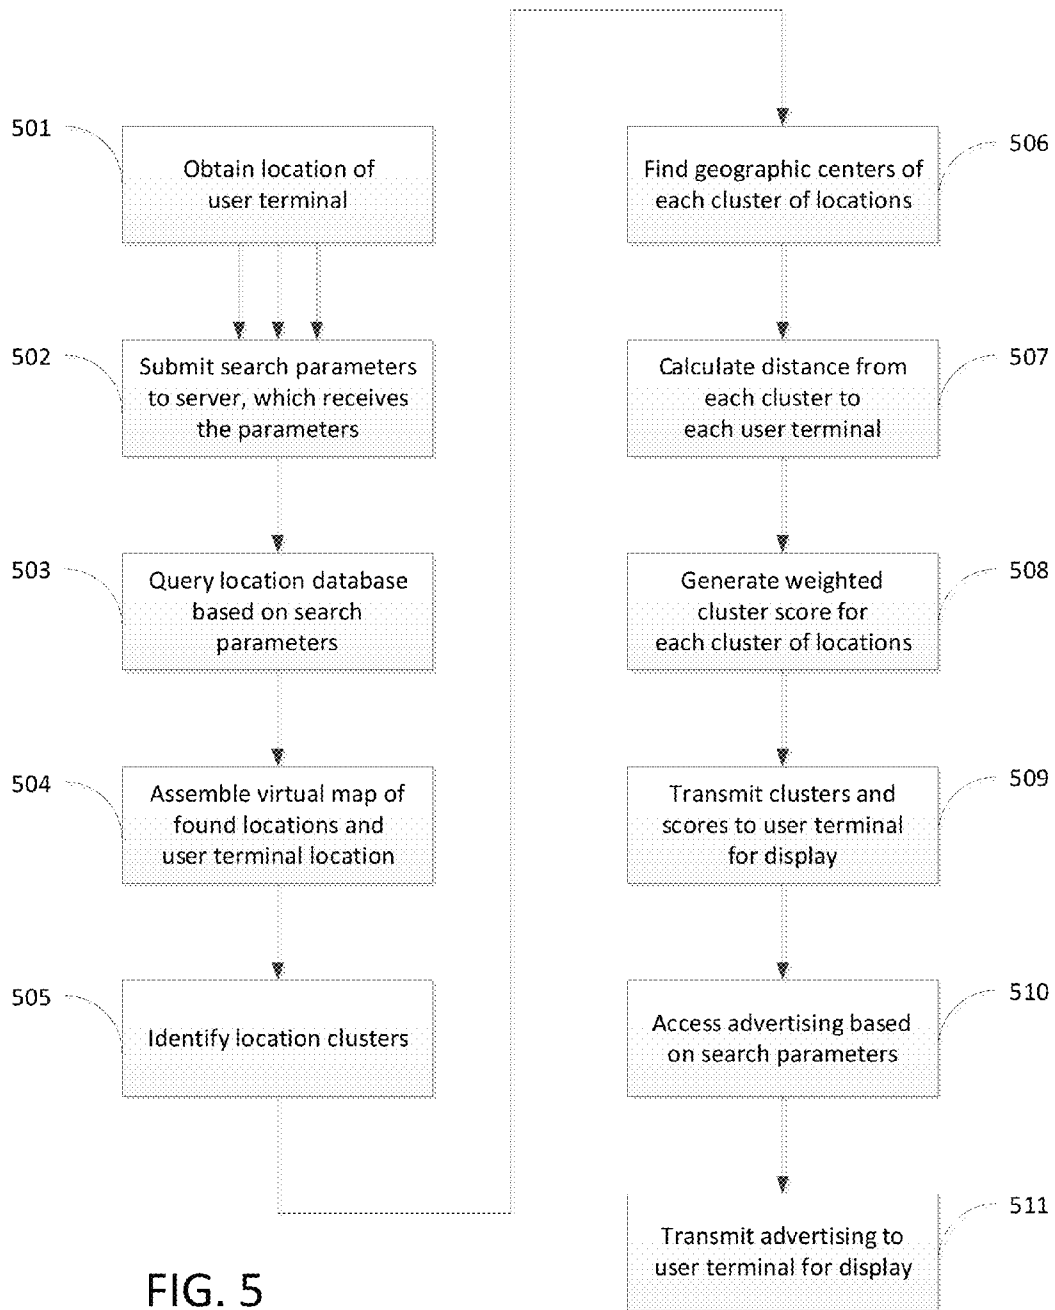 501
Obtain location of
user terminal
502
Submit search parameters
to server, which receives
the parameters
503
Query location database
based on search
parameters
504
Assemble virtual map of
found locations and
user terminal location
505
Identify location clusters
506
Find geographic centers of
each cluster of locations
507
Calculate distance from
each cluster to
each user terminal
508
Generate weighted
cluster score for
each cluster of locations
509
Transmit clusters and
scores to user terminal
for display
510
Access advertising based
on search parameters
511
Transmit advertising to
user terminal for display
FIG. 5